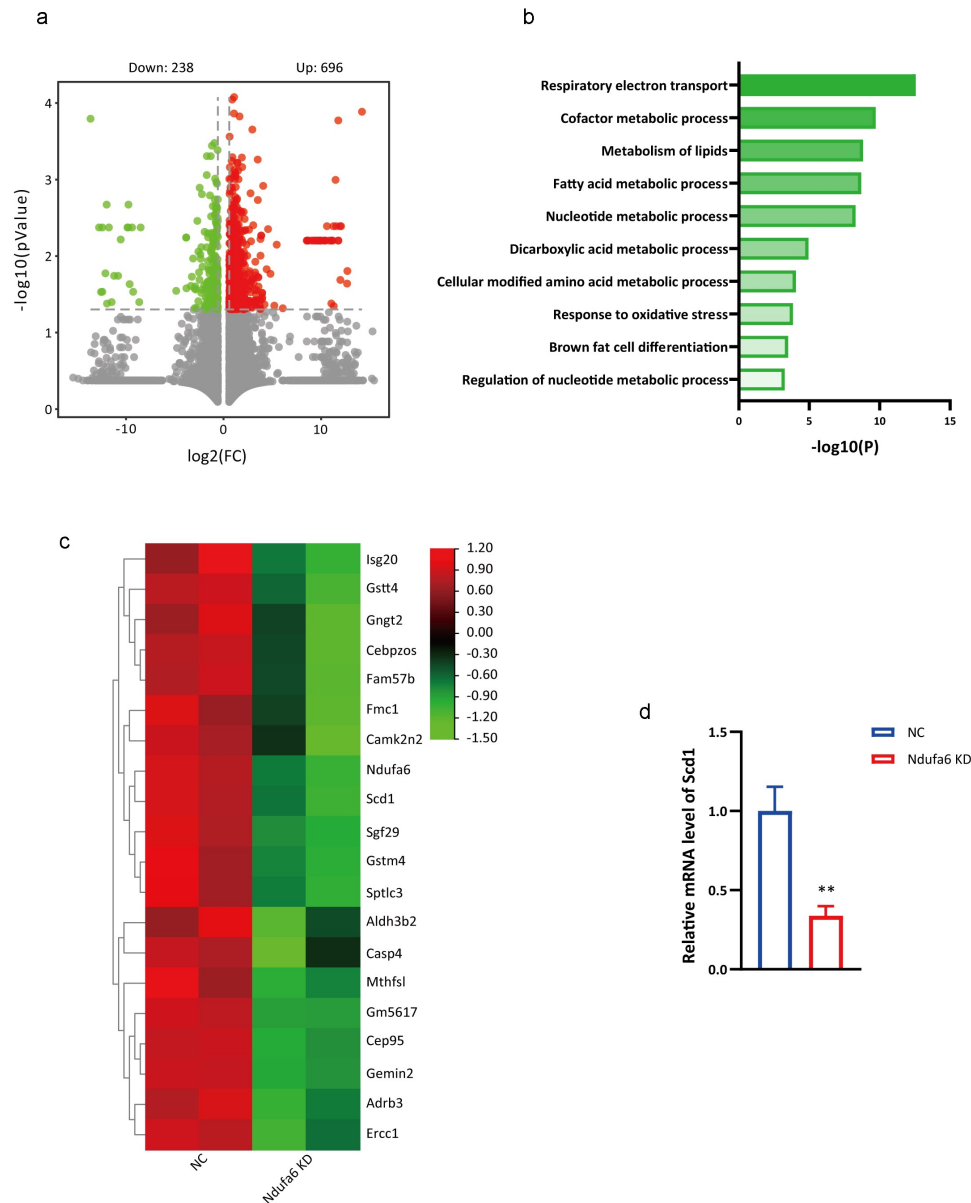 a
Down: 238
Up: 696
4
3
2
1
0
-log10(pValue)
-10
0
10
log2(FC)
b
Respiratory electron transport
Cofactor metabolic process
Metabolism of lipids
Fatty acid metabolic process
Nucleotide metabolic process
Dicarboxylic acid metabolic process
Cellular modified amino acid metabolic process
Response to oxidative stress
Brown fat cell differentiation
Regulation of nucleotide metabolic process
0
5
10
15
-log10(P)
c
Isg20
Gstt4
Gngt2
Cebpzos
Fam57b
Fmc1
Camk2n2
Ndufa6
Scd1
Sgf29
Gstm4
Sptlc3
Aldh3b2
Casp4
Mthfsl
Gm5617
Cep95
Gemin2
Adrb3
Ercc1
NC
Ndufa6 KD
1.20
0.90
0.60
0.30
0.00
-0.30
-0.60
-0.90
-1.20
-1.50
d
Relative mRNA level of Scd1
1.5
1.0
0.5
0.0
**
NC
Ndufa6 KD